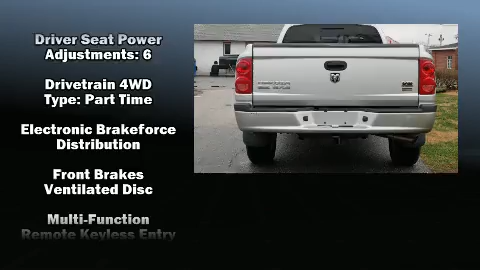 Driver Seat Power
Adjustments: 6
Drivetrain 4WD
Type: Part Time
Electronic Brakeforce
Distribution
Front Brakes
Ventilated Disc
Multi-Function
Remote Keyless Entry